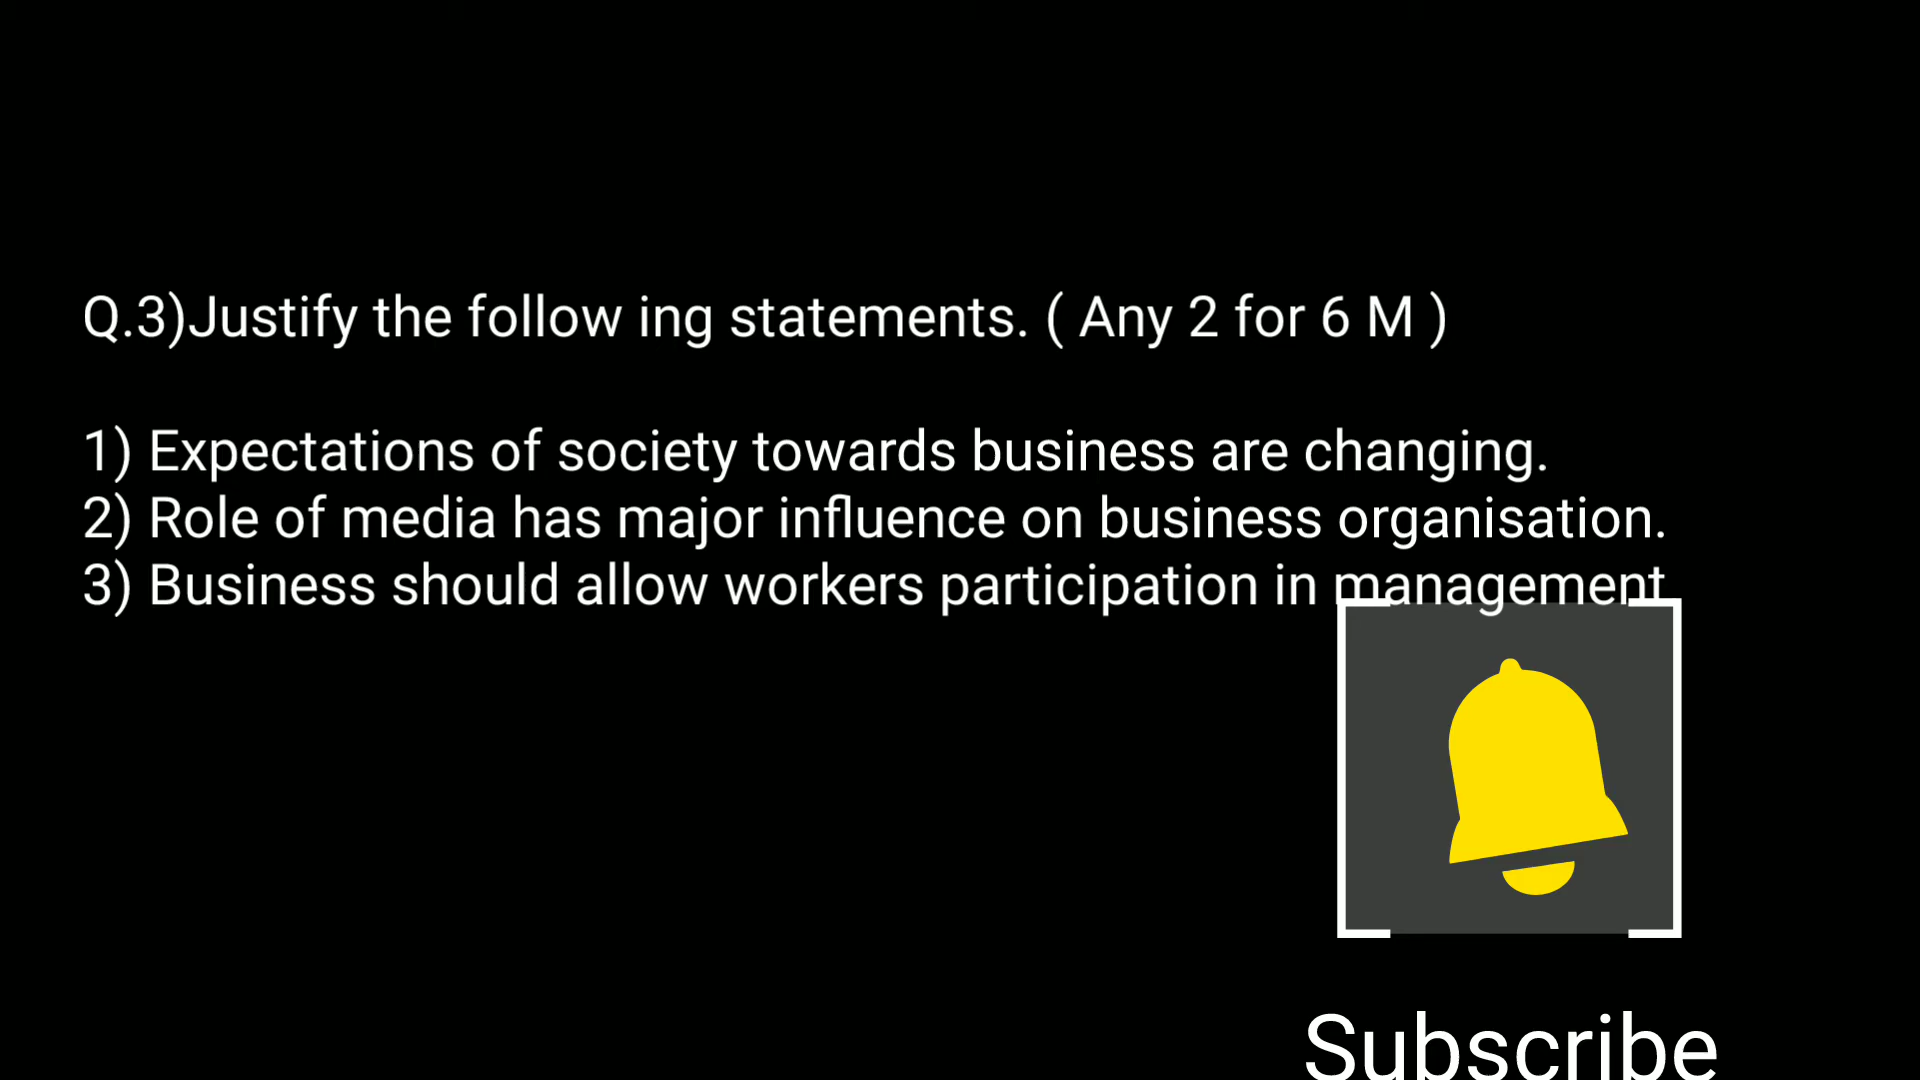 Q.3)Justify the follow ing statements. ( Any 2 for 6 M )
1) Expectations of society towards business are changing.
2) Role of media has major influence on business organisation.
3) Business should allow workers participation in management.
Subscribe